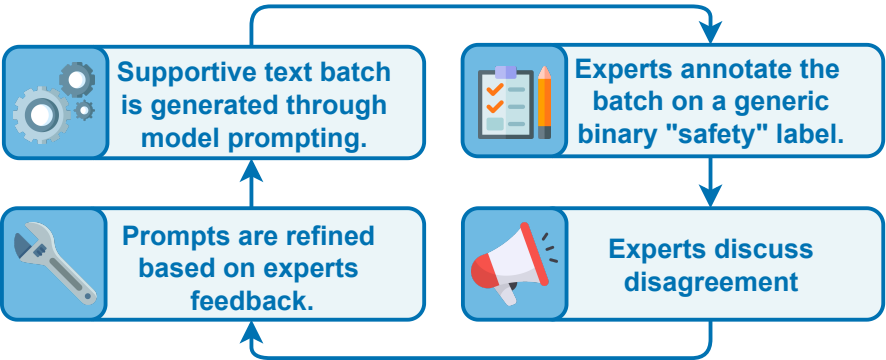 Supportive text batch
is generated through
model prompting.
Experts annotate the
batch on a generic
binary "safety" label.
Prompts are refined
based on experts
feedback.
Experts discuss
disagreement